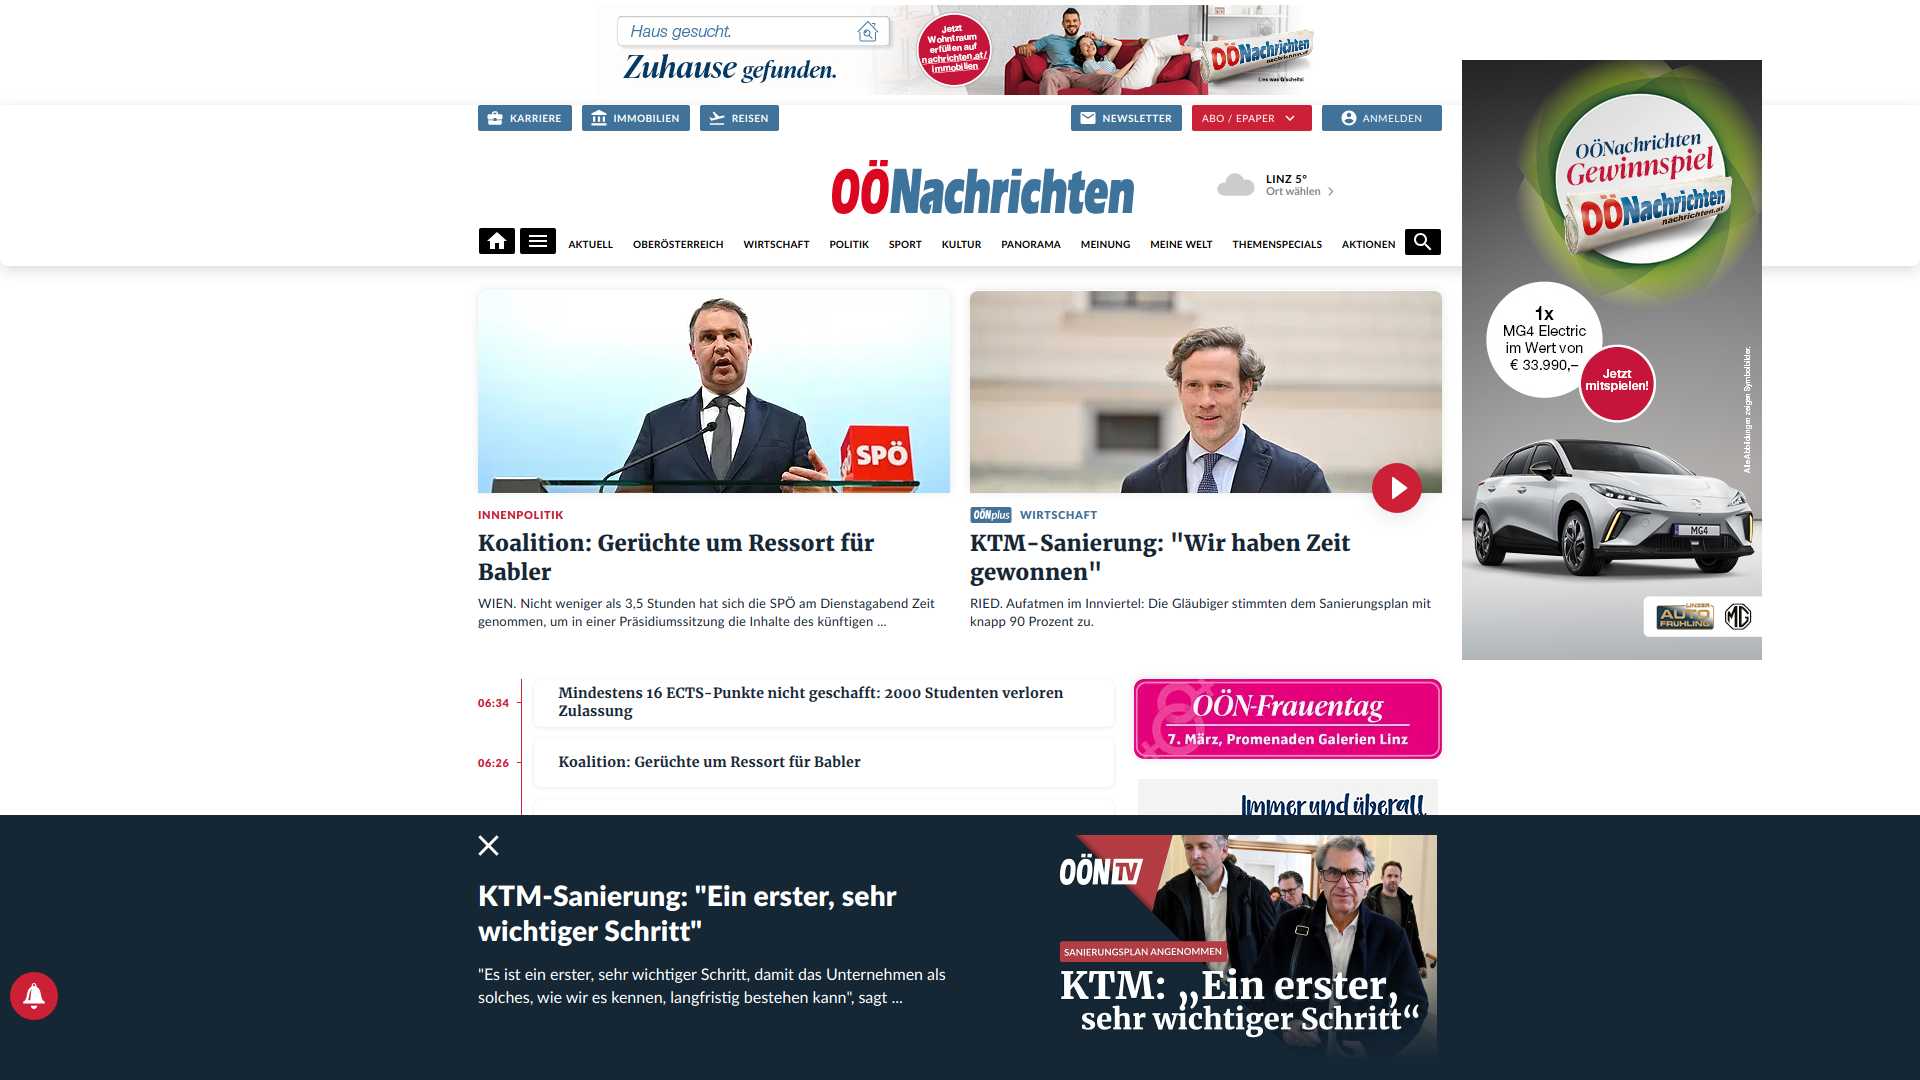 Haus gesucht.
Zuhause gefunden.
Jetzt
Wohntraum
erfüllen auf
nachrichten.at/
immobilien
OÖNachrichten
nachrichten.at
Lies was G'scheits!
KARRIERE
IMMOBILIEN
REISEN
NEWSLETTER
ABO / EPAPER
ANMELDEN
OÖNachrichten
LINZ 5°
Ort wählen
AKTUELL
OBERÖSTERREICH
WIRTSCHAFT
POLITIK
SPORT
KULTUR
PANORAMA
MEINUNG
MEINE WELT
THEMENSPECIALS
AKTIONEN
OÖNachrichten
Gewinnspiel
OÖNachrichten
nachrichten.at
1x
MG4 Electric
im Wert von
€ 33.990,–
Jetzt
mitspielen!
Alle Abbildungen zeigen Symbolbilder.
MG4
LINZER
AUTO
FRÜHLING
MG
SPÖ
INNENPOLITIK
Koalition: Gerüchte um Ressort für
Babler
WIEN. Nicht weniger als 3,5 Stunden hat sich die SPÖ am Dienstagabend Zeit
genommen, um in einer Präsidiumssitzung die Inhalte des künftigen ...
OÖNplus WIRTSCHAFT
KTM-Sanierung: "Wir haben Zeit
gewonnen"
RIED. Aufatmen im Innviertel: Die Gläubiger stimmten dem Sanierungsplan mit
knapp 90 Prozent zu.
06:34
Mindestens 16 ECTS-Punkte nicht geschafft: 2000 Studenten verloren
Zulassung
06:26
Koalition: Gerüchte um Ressort für Babler
OÖN-Frauentag
7. März, Promenaden Galerien Linz
Immer und überall
KTM-Sanierung: "Ein erster, sehr
wichtiger Schritt"
"Es ist ein erster, sehr wichtiger Schritt, damit das Unternehmen als
solches, wie wir es kennen, langfristig bestehen kann", sagt ...
OÖN TV
SANIERUNGSPLAN ANGENOMMEN
KTM: „Ein erster,
sehr wichtiger Schritt“